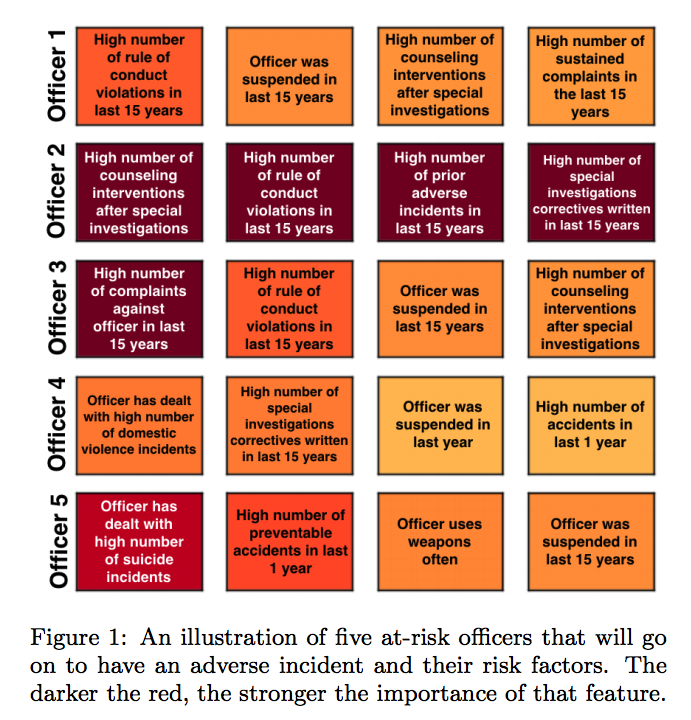 Officer 1
High number
of rule of
conduct
violations in
last 15 years
Officer was
suspended in
last 15 years
High number of
counseling
interventions
after special
investigations
High number of
sustained
complaints in
the last 15
years
Officer 2
High number of
counseling
interventions
after special
investigations
High number
of rule of
conduct
violations in
last 15 years
High number
of prior
adverse
incidents in
last 15 years
High number of
special
investigations
correctives written
in last 15 years
Officer 3
High number
of complaints
against
officer in last
15 years
High number
of rule of
conduct
violations in
last 15 years
Officer was
suspended in
last 15 years
High number of
counseling
interventions
after special
investigations
Officer 4
Officer has dealt
with high number
of domestic
violence incidents
High number of
special
investigations
correctives written
in last 15 years
Officer was
suspended in
last year
High number of
accidents in
last 1 year
Officer 5
Officer has
dealt with
high number
of suicide
incidents
High number of
preventable
accidents in last
1 year
Officer uses
weapons
often
Officer was
suspended in
last 15 years
Figure 1: An illustration of five at-risk officers that will go
on to have an adverse incident and their risk factors. The
darker the red, the stronger the importance of that feature.